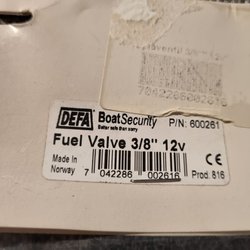 7042266002616
DEFA BoatSecurity
Better safe than sorry
P/N: 600261
Fuel Valve 3/8" 12v
Made in
Norway
7 042286 002616
Prod: 816